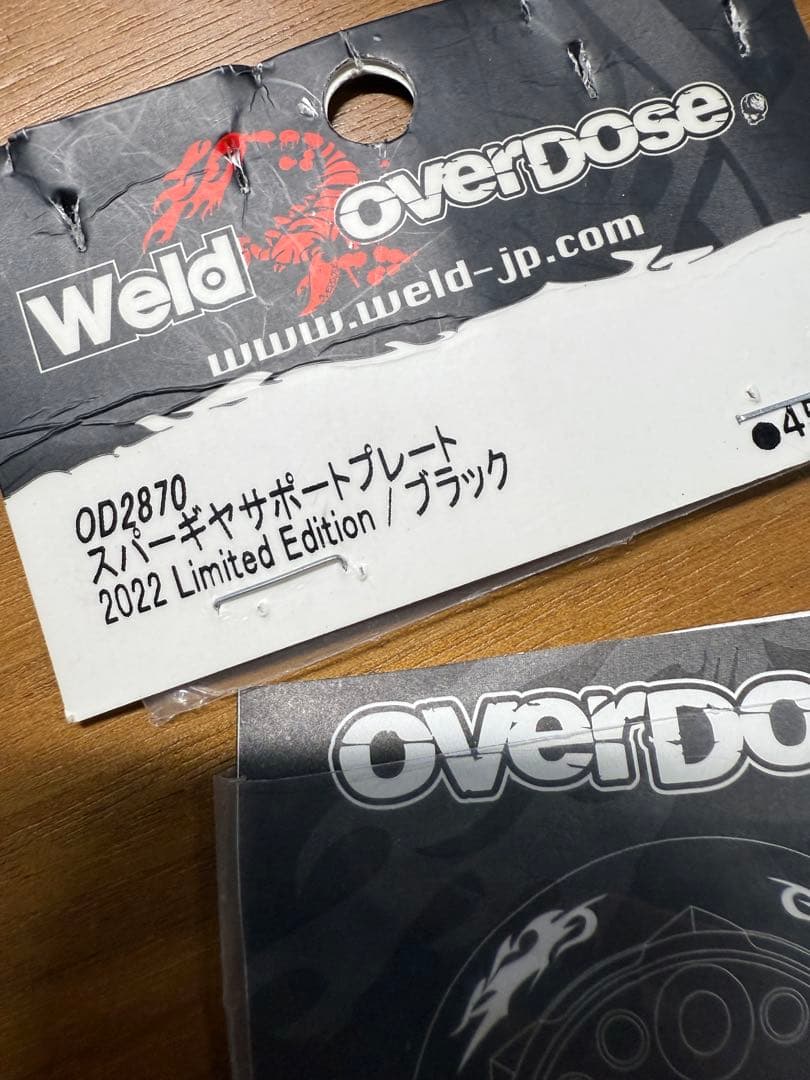 Weld overDose
www.weld-jp.com
OD2870
スパーギヤサポートプレート
2022 Limited Edition / ブラック
overDo